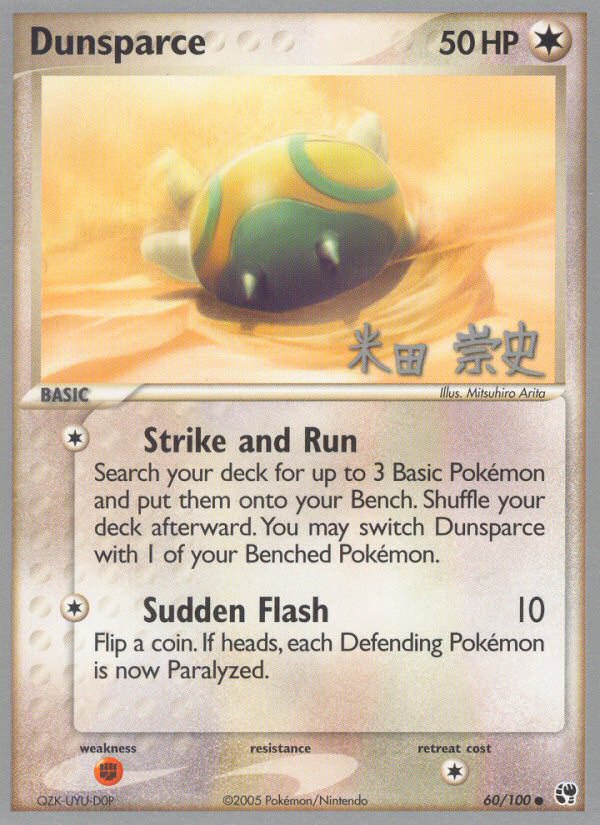 Dunsparce 50 HP
米田 崇史
BASIC
Illus. Mitsuhiro Arita
Strike and Run
Search your deck for up to 3 Basic Pokémon
and put them onto your Bench. Shuffle your
deck afterward. You may switch Dunsparce
with 1 of your Benched Pokémon.
Sudden Flash 10
Flip a coin. If heads, each Defending Pokémon
is now Paralyzed.
weakness resistance retreat cost
QZK-UYU-D0P ©2005 Pokémon/Nintendo 60/100